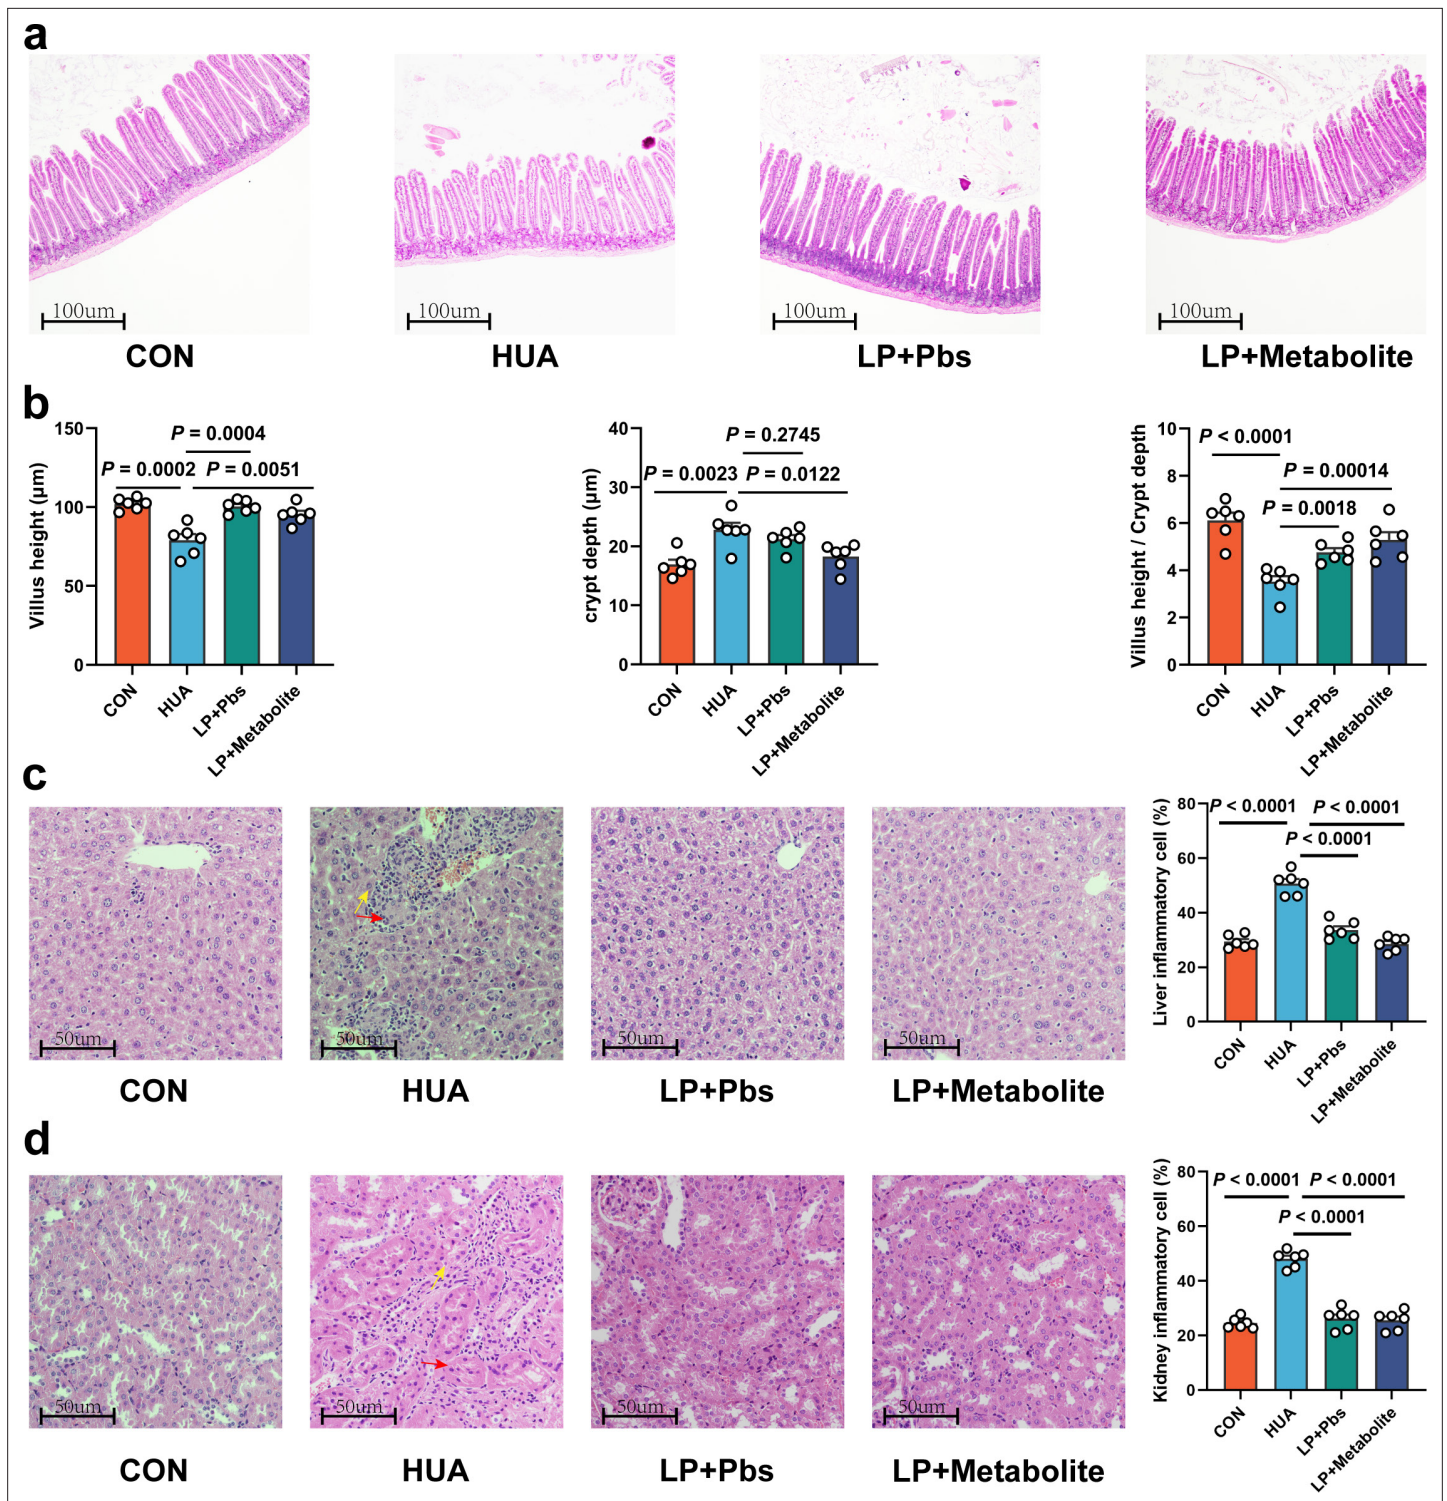 a
100um
100um
100um
100um
CON
HUA
LP+Pbs
LP+Metabolite
b
Villus height (μm)
150
100
50
0
P = 0.0004
P = 0.0002
P = 0.0051
CON
HUA
LP+Pbs
LP+Metabolite
crypt depth (μm)
40
30
20
10
0
P = 0.2745
P = 0.0023
P = 0.0122
CON
HUA
LP+Pbs
LP+Metabolite
Villus height / Crypt depth
10
8
6
4
2
0
P < 0.0001
P = 0.00014
P = 0.0018
CON
HUA
LP+Pbs
LP+Metabolite
c
50um
50um
50um
50um
CON
HUA
LP+Pbs
LP+Metabolite
Liver inflammatory cell (%)
80
60
40
20
0
P < 0.0001
P < 0.0001
P < 0.0001
CON
HUA
LP+Pbs
LP+Metabolite
d
50um
50um
50um
50um
CON
HUA
LP+Pbs
LP+Metabolite
Kidney inflammatory cell (%)
80
60
40
20
0
P < 0.0001
P < 0.0001
P < 0.0001
CON
HUA
LP+Pbs
LP+Metabolite